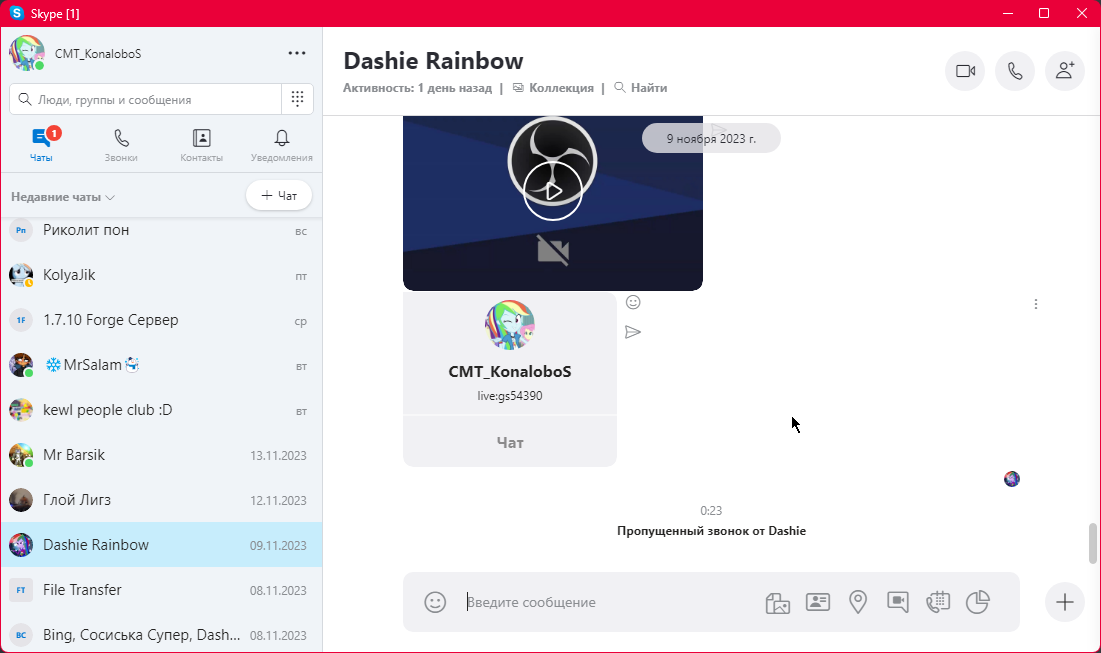 Skype [1]
CMT_KonaloboS
Люди, группы и сообщения
1
Чаты
Звонки
Контакты
Уведомления
Недавние чаты
Чат
Pп
Риколит пон
вс
KolyaJik
пт
1F
1.7.10 Forge Сервер
ср
❄️MrSalam⛄
вт
kewl people club :D
вт
Mr Barsik
13.11.2023
Глой Лигз
12.11.2023
Dashie Rainbow
09.11.2023
FT
File Transfer
08.11.2023
BC
Bing, Сосиська Супер, Dash...
08.11.2023
Dashie Rainbow
Активность: 1 день назад | Коллекция | Найти
9 ноября 2023 г.
CMT_KonaloboS
live:gs54390
Чат
0:23
Пропущенный звонок от Dashie
Введите сообщение